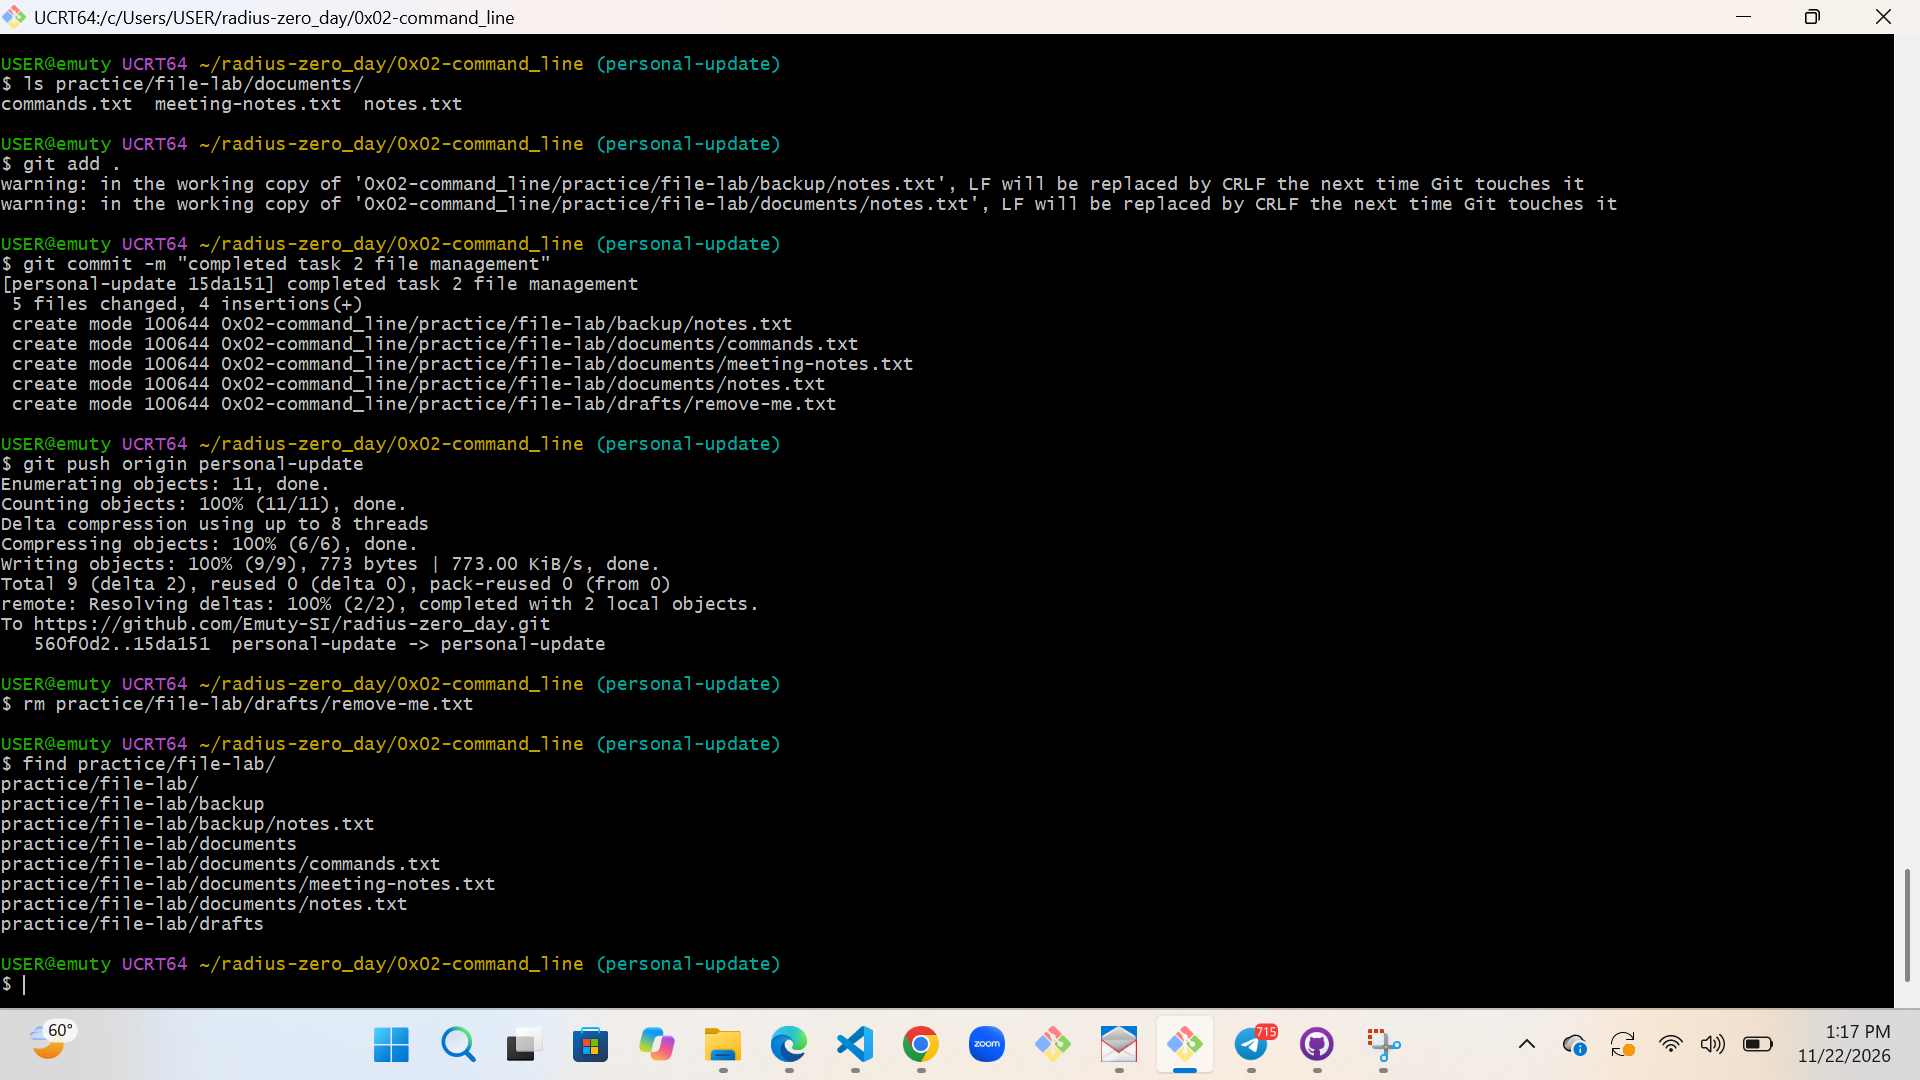 UCRT64:/c/Users/USER/radius-zero_day/0x02-command_line
USER@emuty UCRT64 ~/radius-zero_day/0x02-command_line (personal-update)
$ ls practice/file-lab/documents/
commands.txt  meeting-notes.txt  notes.txt
USER@emuty UCRT64 ~/radius-zero_day/0x02-command_line (personal-update)
$ git add .
warning: in the working copy of '0x02-command_line/practice/file-lab/backup/notes.txt', LF will be replaced by CRLF the next time Git touches it
warning: in the working copy of '0x02-command_line/practice/file-lab/documents/notes.txt', LF will be replaced by CRLF the next time Git touches it
USER@emuty UCRT64 ~/radius-zero_day/0x02-command_line (personal-update)
$ git commit -m "completed task 2 file management"
[personal-update 15da151] completed task 2 file management
 5 files changed, 4 insertions(+)
 create mode 100644 0x02-command_line/practice/file-lab/backup/notes.txt
 create mode 100644 0x02-command_line/practice/file-lab/documents/commands.txt
 create mode 100644 0x02-command_line/practice/file-lab/documents/meeting-notes.txt
 create mode 100644 0x02-command_line/practice/file-lab/documents/notes.txt
 create mode 100644 0x02-command_line/practice/file-lab/drafts/remove-me.txt
USER@emuty UCRT64 ~/radius-zero_day/0x02-command_line (personal-update)
$ git push origin personal-update
Enumerating objects: 11, done.
Counting objects: 100% (11/11), done.
Delta compression using up to 8 threads
Compressing objects: 100% (6/6), done.
Writing objects: 100% (9/9), 773 bytes | 773.00 KiB/s, done.
Total 9 (delta 2), reused 0 (delta 0), pack-reused 0 (from 0)
remote: Resolving deltas: 100% (2/2), completed with 2 local objects.
To https://github.com/Emuty-SI/radius-zero_day.git
   560f0d2..15da151  personal-update -> personal-update
USER@emuty UCRT64 ~/radius-zero_day/0x02-command_line (personal-update)
$ rm practice/file-lab/drafts/remove-me.txt
USER@emuty UCRT64 ~/radius-zero_day/0x02-command_line (personal-update)
$ find practice/file-lab/
practice/file-lab/
practice/file-lab/backup
practice/file-lab/backup/notes.txt
practice/file-lab/documents
practice/file-lab/documents/commands.txt
practice/file-lab/documents/meeting-notes.txt
practice/file-lab/documents/notes.txt
practice/file-lab/drafts
USER@emuty UCRT64 ~/radius-zero_day/0x02-command_line (personal-update)
$
60°
zoom
715
1:17 PM
11/22/2026